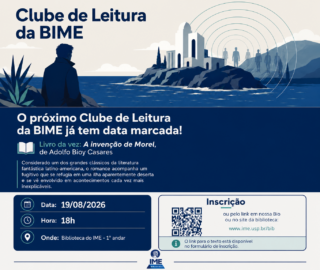 Clube de Leitura
da BIME
O próximo Clube de Leitura
da BIME já tem data marcada!
Livro da vez: A invenção de Morel,
de Adolfo Bioy Casares
Considerado um dos grandes clássicos da literatura
fantástica latino-americana, o romance acompanha um
fugitivo que se refugia em uma ilha aparentemente deserta
e se vê envolvido em acontecimentos cada vez mais
inexplicáveis.
Data: 19/08/2026
Hora: 18h
Onde: Biblioteca do IME - 1º andar
Inscrição
ou pelo link em nossa Bio
ou no site da biblioteca:
www.ime.usp.br/bib
O link para o texto está disponível
no formulário de inscrição.
IME